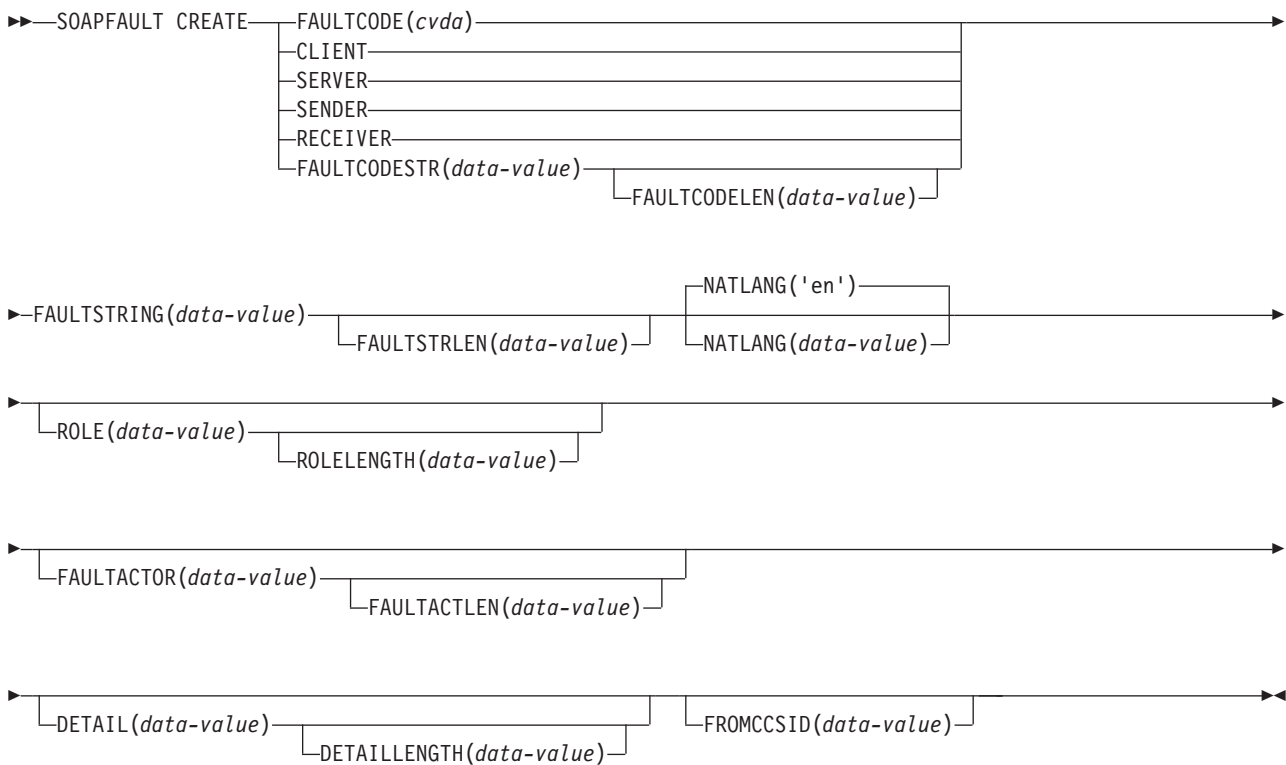 SOAPFAULT CREATE FAULTCODE(cvda)
CLIENT
SERVER
SENDER
RECEIVER
FAULTCODESTR(data-value)
FAULTCODELEN(data-value)
NATLANG('en')
FAULTSTRING(data-value)
FAULTSTRLEN(data-value) NATLANG(data-value)
ROLE(data-value)
ROLELENGTH(data-value)
FAULTACTOR(data-value)
FAULTACTLEN(data-value)
DETAIL(data-value) FROMCCSID(data-value)
DETAILLENGTH(data-value)